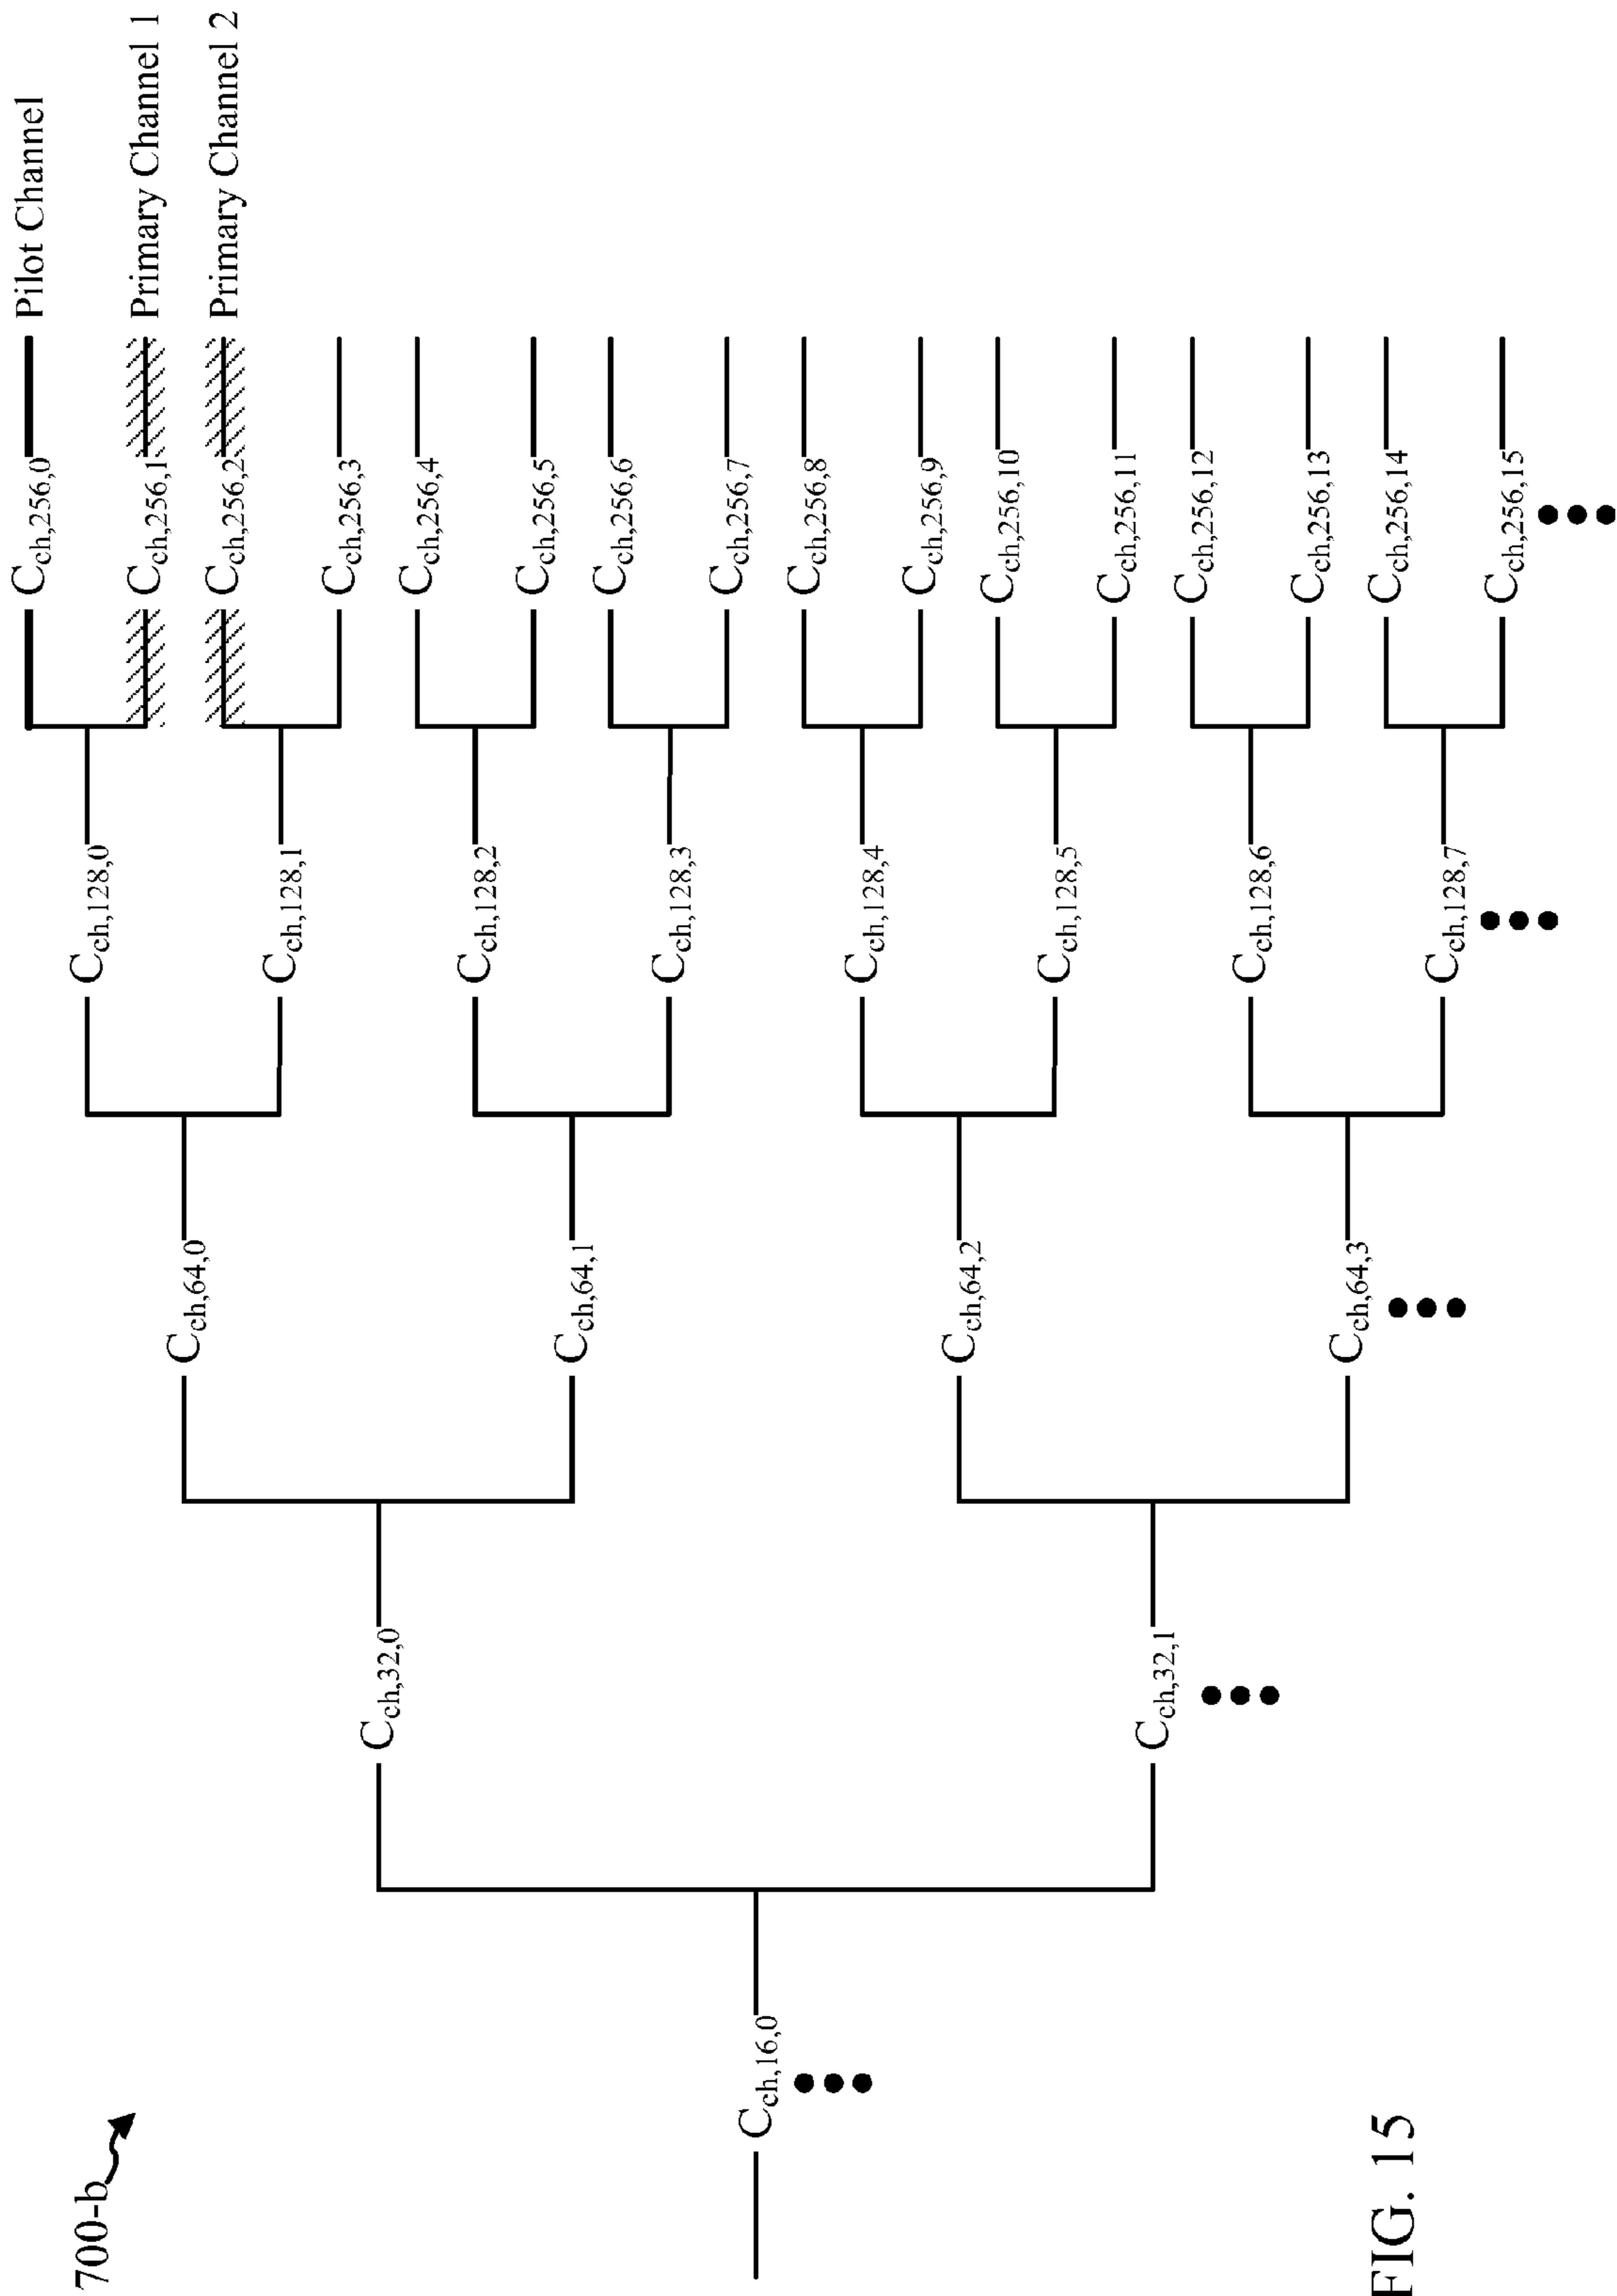 700-b
C_ch,16,0
C_ch,32,0
C_ch,32,1
C_ch,64,0
C_ch,64,1
C_ch,64,2
C_ch,64,3
C_ch,128,0
C_ch,128,1
C_ch,128,2
C_ch,128,3
C_ch,128,4
C_ch,128,5
C_ch,128,6
C_ch,128,7
C_ch,256,0 Pilot Channel
C_ch,256,1 Primary Channel 1
C_ch,256,2 Primary Channel 2
C_ch,256,3
C_ch,256,4
C_ch,256,5
C_ch,256,6
C_ch,256,7
C_ch,256,8
C_ch,256,9
C_ch,256,10
C_ch,256,11
C_ch,256,12
C_ch,256,13
C_ch,256,14
C_ch,256,15
FIG. 15